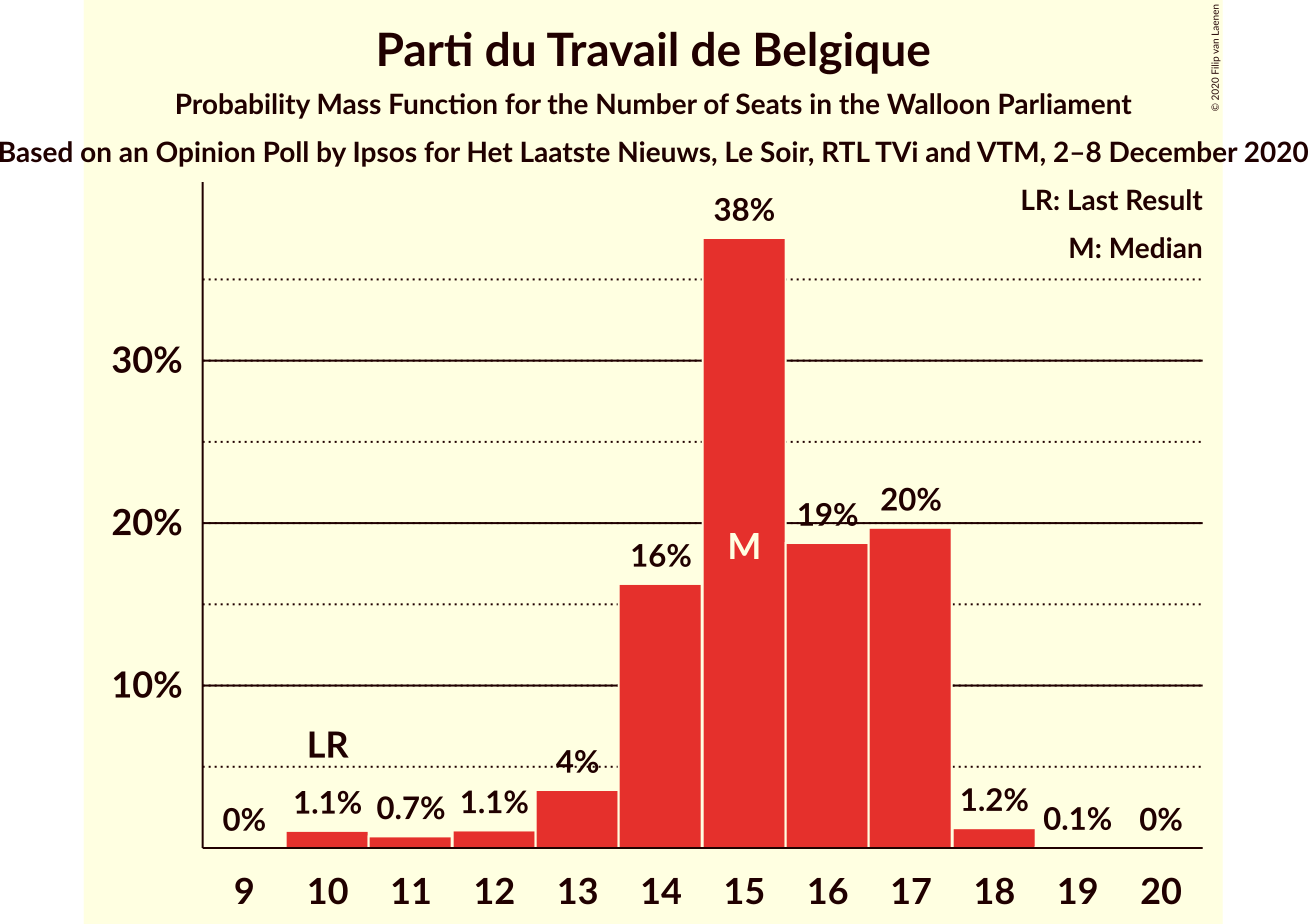 Parti du Travail de Belgique
Probability Mass Function for the Number of Seats in the Walloon Parliament
Based on an Opinion Poll by Ipsos for Het Laatste Nieuws, Le Soir, RTL TVi and VTM, 2–8 December 2020
© 2020 Filip van Laenen
LR: Last Result
M: Median
38%
30%
20%
19%
20%
16%
M
10%
LR
4%
0%
1.1%
0.7%
1.1%
1.2%
0.1%
0%
9 10 11 12 13 14 15 16 17 18 19 20